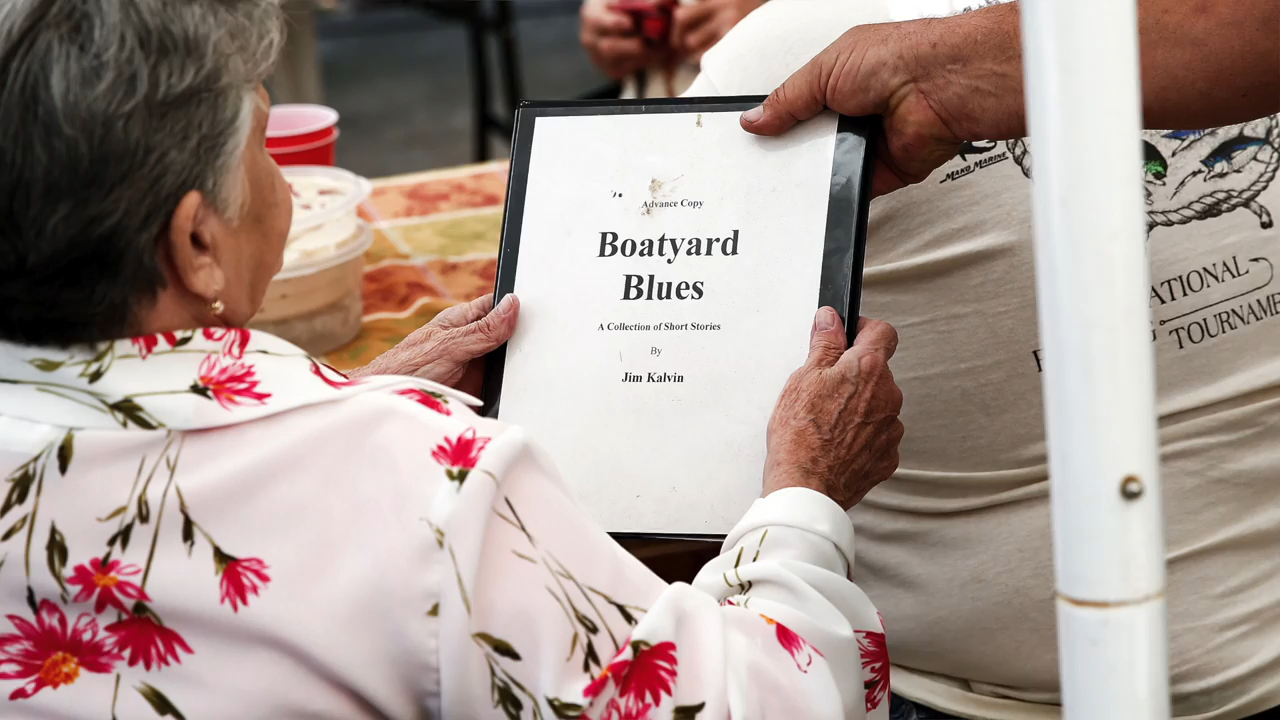 Advance Copy
Boatyard
Blues
A Collection of Short Stories
By
Jim Kalvin
MAKO MARINE
ATIONAL
TOURNAME